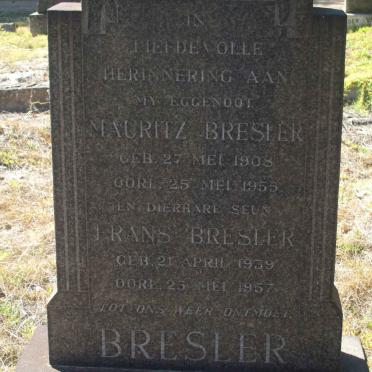 IN
LIEFDEVOLLE
HERINNERING AAN
MY EGGENOOT
MAURITZ BRESLER
GEB. 27 MEI 1908
OORL. 25 MEI 1955
EN DIERBARE SEUN
FRANS BRESLER
GEB. 21 APRIL 1939
OORL. 25 MEI 1957
TOT ONS WEER ONTMOET
BRESLER